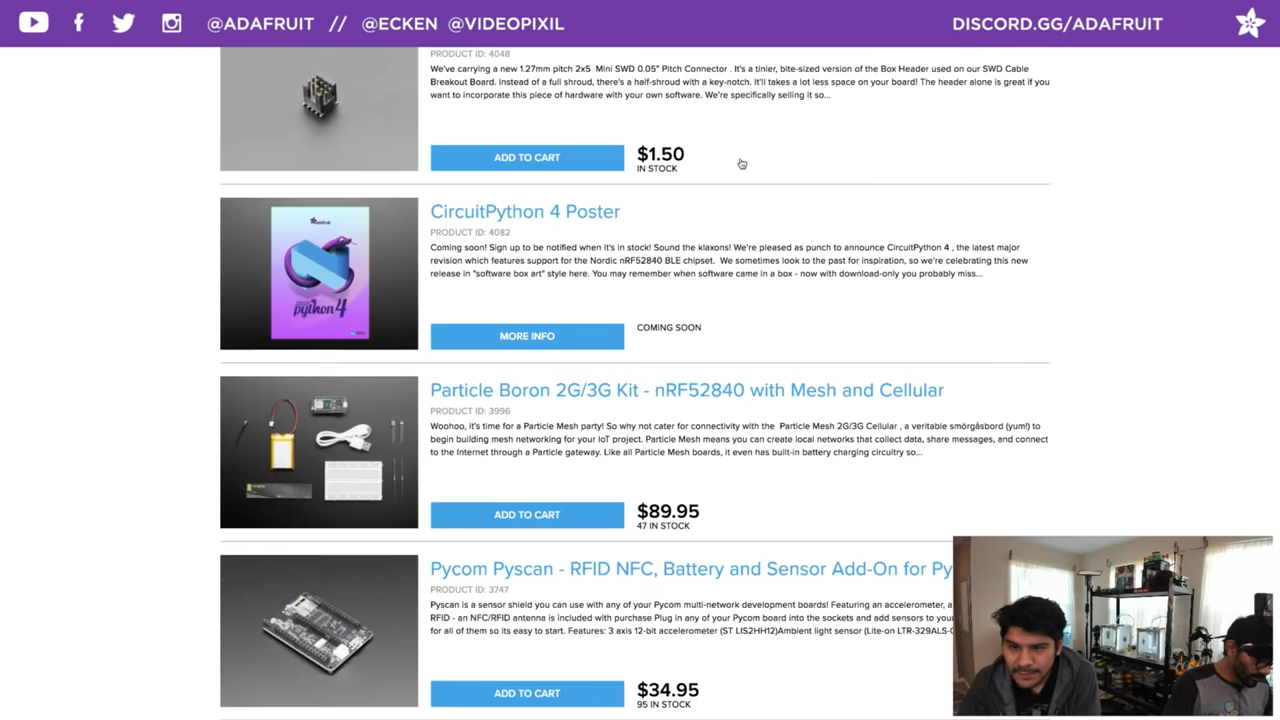 @ADAFRUIT // @ECKEN @VIDEOPIXIL DISCORD.GG/ADAFRUIT
PRODUCT ID: 4048
We've carrying a new 1.27mm pitch 2x5 Mini SWD 0.05" Pitch Connector . It's a tinier, bite-sized version of the Box Header used on our SWD Cable
Breakout Board. Instead of a full shroud, there's a half-shroud with a key-notch. It'll takes a lot less space on your board! The header alone is great if you
want to incorporate this piece of hardware with your own software. We're specifically selling it so...
ADD TO CART $1.50
IN STOCK
CircuitPython 4 Poster
PRODUCT ID: 4082
Coming soon! Sign up to be notified when it's in stock! Sound the klaxons! We're pleased as punch to announce CircuitPython 4 , the latest major
revision which features support for the Nordic nRF52840 BLE chipset. We sometimes look to the past for inspiration, so we're celebrating this new
release in "software box art" style here. You may remember when software came in a box - now with download-only you probably miss...
python 4
MORE INFO COMING SOON
Particle Boron 2G/3G Kit - nRF52840 with Mesh and Cellular
PRODUCT ID: 3996
Woohoo, it's time for a Particle Mesh party! So why not cater for connectivity with the Particle Mesh 2G/3G Cellular , a veritable smörgåsbord (yum!) to
begin building mesh networking for your IoT project. Particle Mesh means you can create local networks that collect data, share messages, and connect
to the Internet through a Particle gateway. Like all Particle Mesh boards, it even has built-in battery charging circuitry so...
ADD TO CART $89.95
47 IN STOCK
Pycom Pyscan - RFID NFC, Battery and Sensor Add-On for Py
PRODUCT ID: 3747
Pyscan is a sensor shield you can use with any of your Pycom multi-network development boards! Featuring an accelerometer, a
RFID - an NFC/RFID antenna is included with purchase Plug in any of your Pycom board into the sockets and add sensors to your
for all of them so its easy to start. Features: 3 axis 12-bit accelerometer (ST LIS2HH12)Ambient light sensor (Lite-on LTR-329ALS-
ADD TO CART $34.95
95 IN STOCK